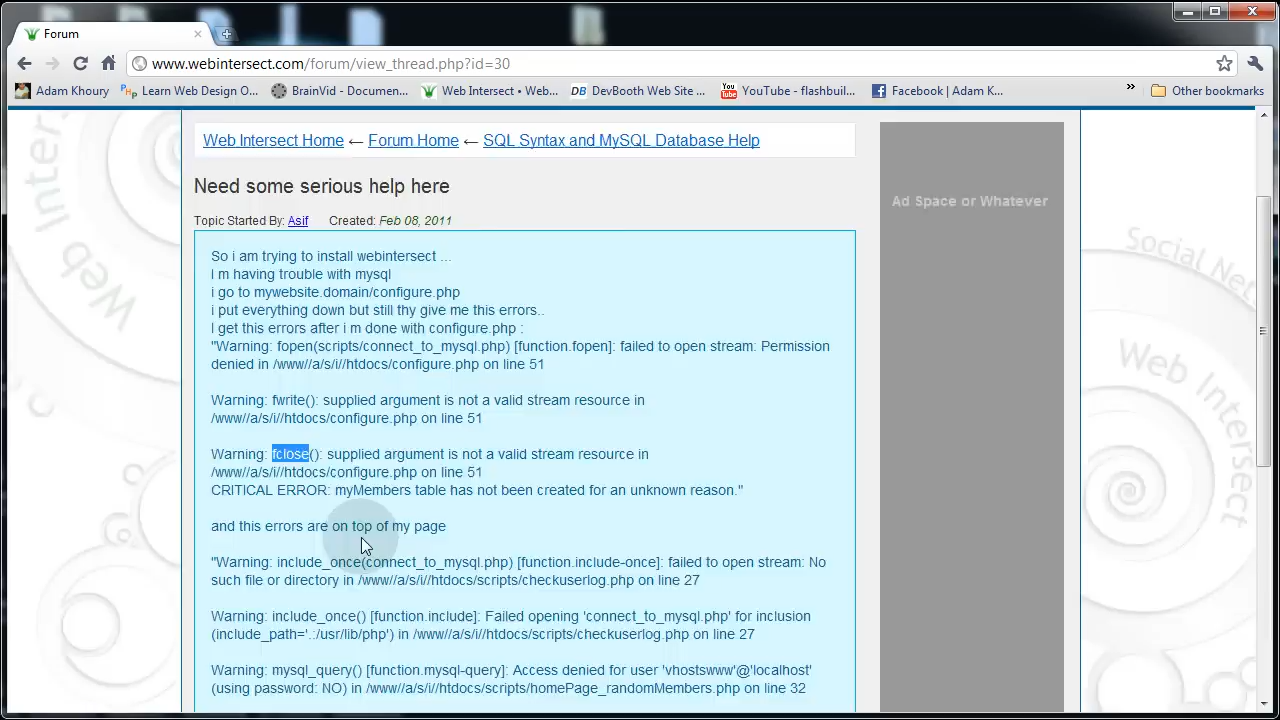 Forum
www.webintersect.com/forum/view_thread.php?id=30
Adam Khoury
Learn Web Design O...
BrainVid - Documen...
Web Intersect • Web...
DevBooth Web Site ...
YouTube - flashbuil...
Facebook | Adam K...
»
Other bookmarks
Web Intersect Home ← Forum Home ← SQL Syntax and MySQL Database Help
Need some serious help here
Topic Started By: Asif Created: Feb 08, 2011
So i am trying to install webintersect ...
I m having trouble with mysql
i go to mywebsite.domain/configure.php
i put everything down but still thy give me this errors..
I get this errors after i m done with configure.php :
"Warning: fopen(scripts/connect_to_mysql.php) [function.fopen]: failed to open stream: Permission
denied in /www//a/s/i//htdocs/configure.php on line 51
Warning: fwrite(): supplied argument is not a valid stream resource in
/www//a/s/i//htdocs/configure.php on line 51
Warning: fclose(): supplied argument is not a valid stream resource in
/www//a/s/i//htdocs/configure.php on line 51
CRITICAL ERROR: myMembers table has not been created for an unknown reason."
and this errors are on top of my page
"Warning: include_once(connect_to_mysql.php) [function.include-once]: failed to open stream: No
such file or directory in /www//a/s/i//htdocs/scripts/checkuserlog.php on line 27
Warning: include_once() [function.include]: Failed opening 'connect_to_mysql.php' for inclusion
(include_path='.:/usr/lib/php') in /www//a/s/i//htdocs/scripts/checkuserlog.php on line 27
Warning: mysql_query() [function.mysql-query]: Access denied for user 'vhostswww'@'localhost'
(using password: NO) in /www//a/s/i//htdocs/scripts/homePage_randomMembers.php on line 32
Ad Space or Whatever
Web Intersect
Social Net
Web Intersect